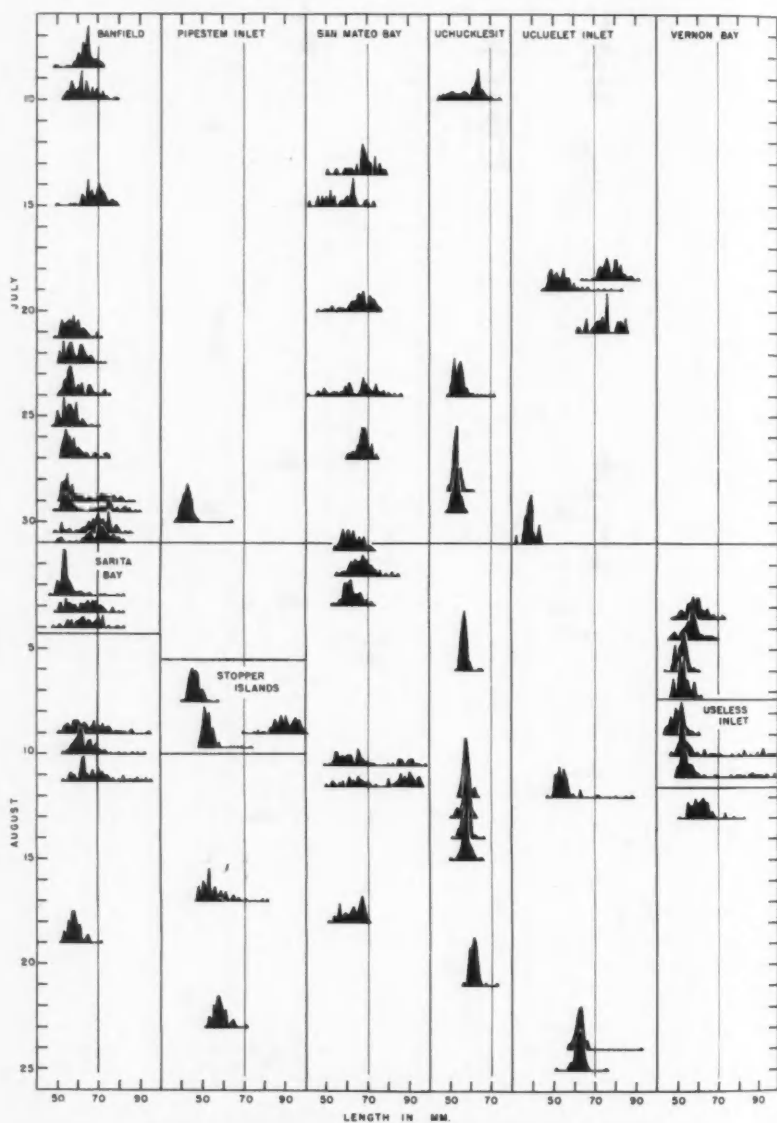 BANFIELD PIPESTEM INLET SAN MATEO BAY UCHUCKLESIT UCLUELET INLET VERNON BAY
10
15
JULY
20
25
30
SARITA
BAY
5
STOPPER
ISLANDS
USELESS
INLET
10
AUGUST
15
20
25
50 70 90 50 70 90 50 70 90 50 70 50 70 90 50 70 90
LENGTH IN MM.